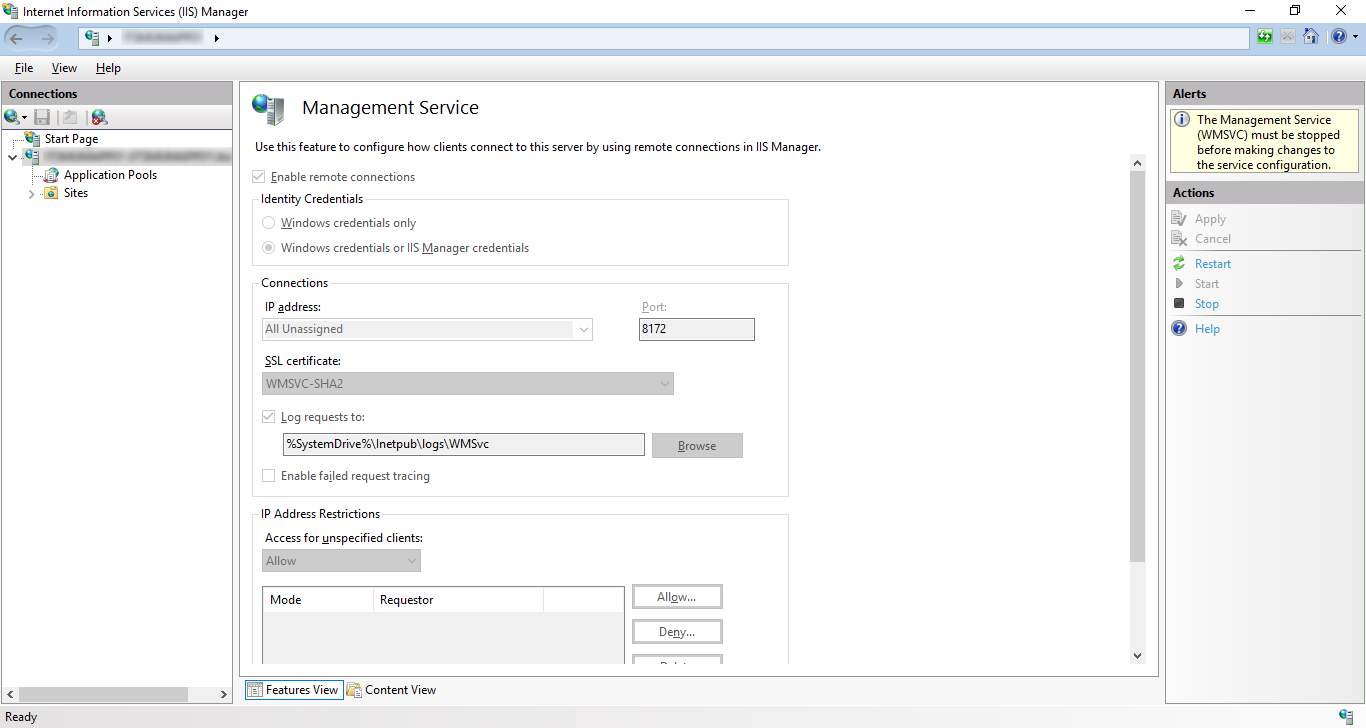 Internet Information Services (IIS) Manager
File View Help
Connections
Start Page
Application Pools
Sites
Management Service
Use this feature to configure how clients connect to this server by using remote connections in IIS Manager.
Enable remote connections
Identity Credentials
Windows credentials only
Windows credentials or IIS Manager credentials
Connections
IP address: Port:
All Unassigned 8172
SSL certificate:
WMSVC-SHA2
Log requests to:
%SystemDrive%\Inetpub\logs\WMSvc Browse
Enable failed request tracing
IP Address Restrictions
Access for unspecified clients:
Allow
Mode Requestor
Allow...
Deny...
Features View Content View
Alerts
The Management Service
(WMSVC) must be stopped
before making changes to
the service configuration.
Actions
Apply
Cancel
Restart
Start
Stop
Help
Ready